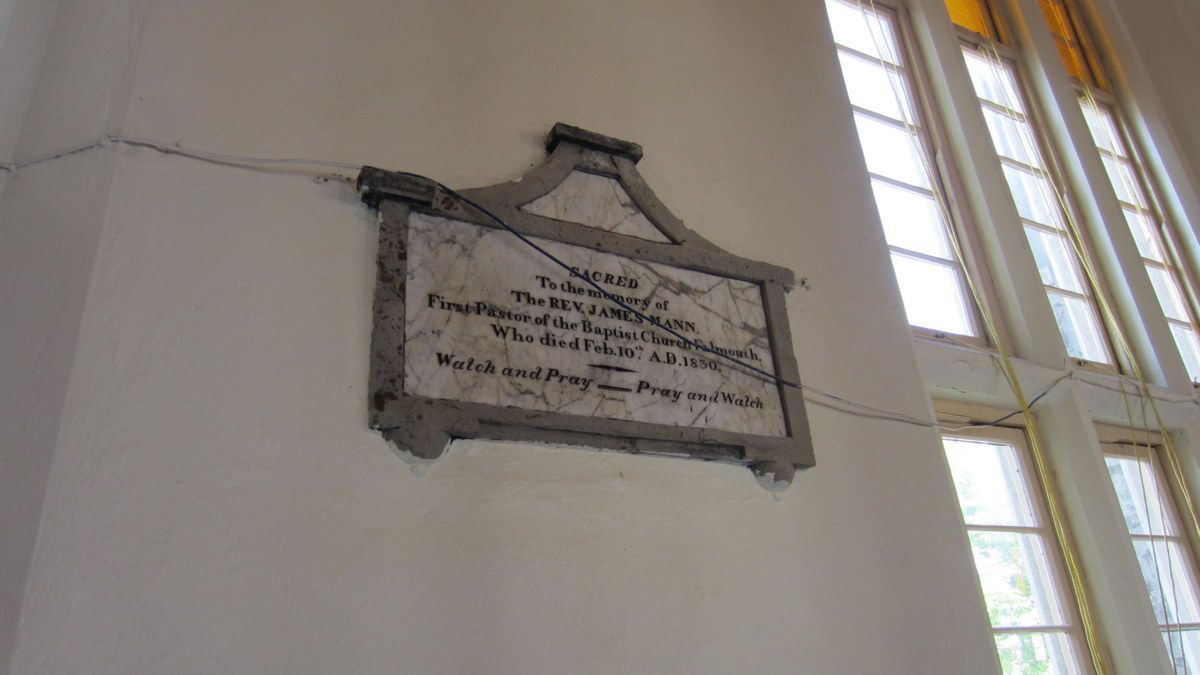 SACRED
To the memory of
The REV. JAMES MANN.
First Pastor of the Baptist Church Falmouth,
Who died Feb. 10th. A.D. 1830.
Watch and Pray Pray and Watch